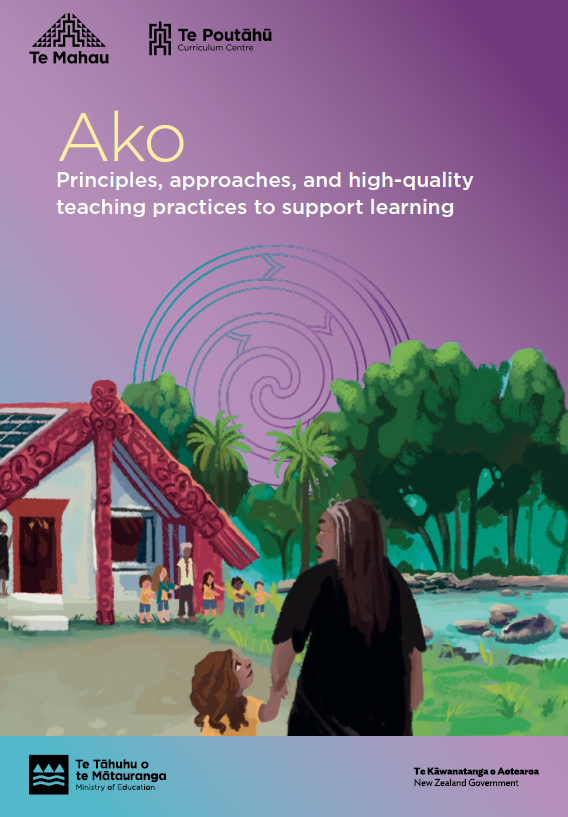 Te Mahau
Te Poutāhū
Curriculum Centre
Ako
Principles, approaches, and high-quality
teaching practices to support learning
Te Tāhuhu o
te Mātauranga
Ministry of Education
Te Kāwanatanga o Aotearoa
New Zealand Government